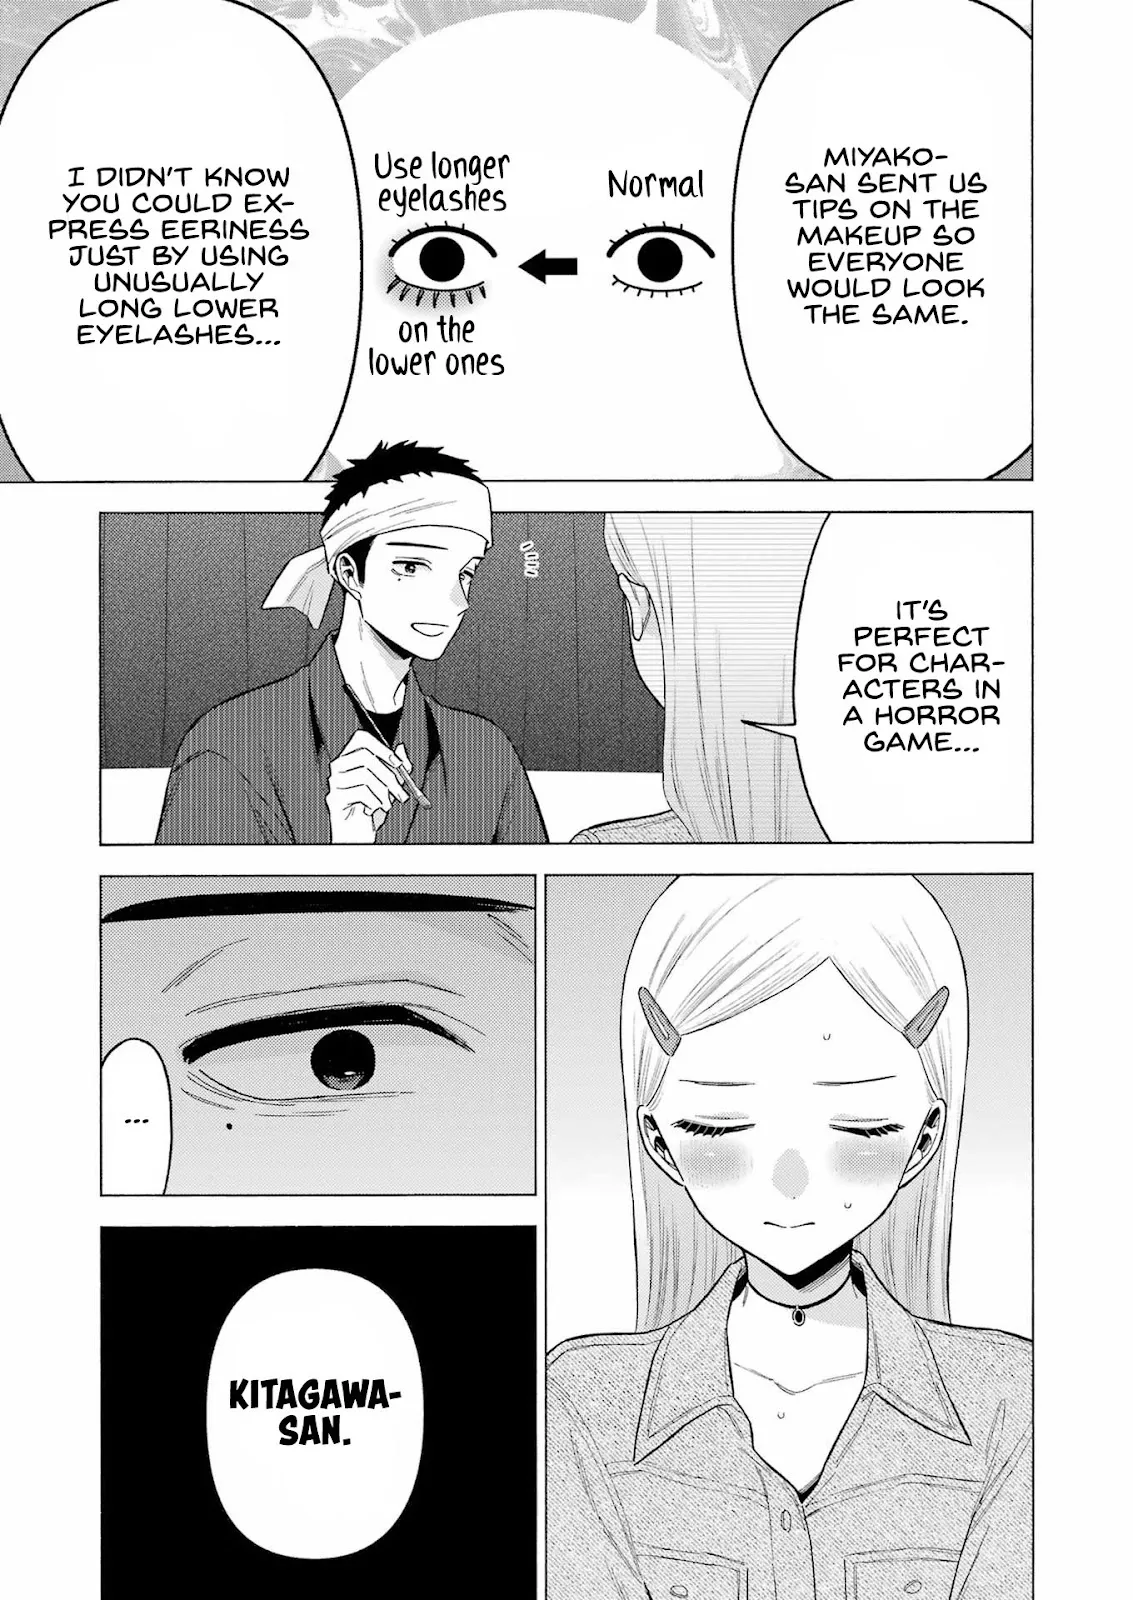 MIYAKO-
SAN SENT US
TIPS ON THE
MAKEUP SO
EVERYONE
WOULD LOOK
THE SAME.
Normal
Use longer
eyelashes
on the
lower ones
I DIDN'T KNOW
YOU COULD EX-
PRESS EERINESS
JUST BY USING
UNUSUALLY
LONG LOWER
EYELASHES...
IT'S
PERFECT
FOR CHAR-
ACTERS IN
A HORROR
GAME...
...
KITAGAWA-
SAN.